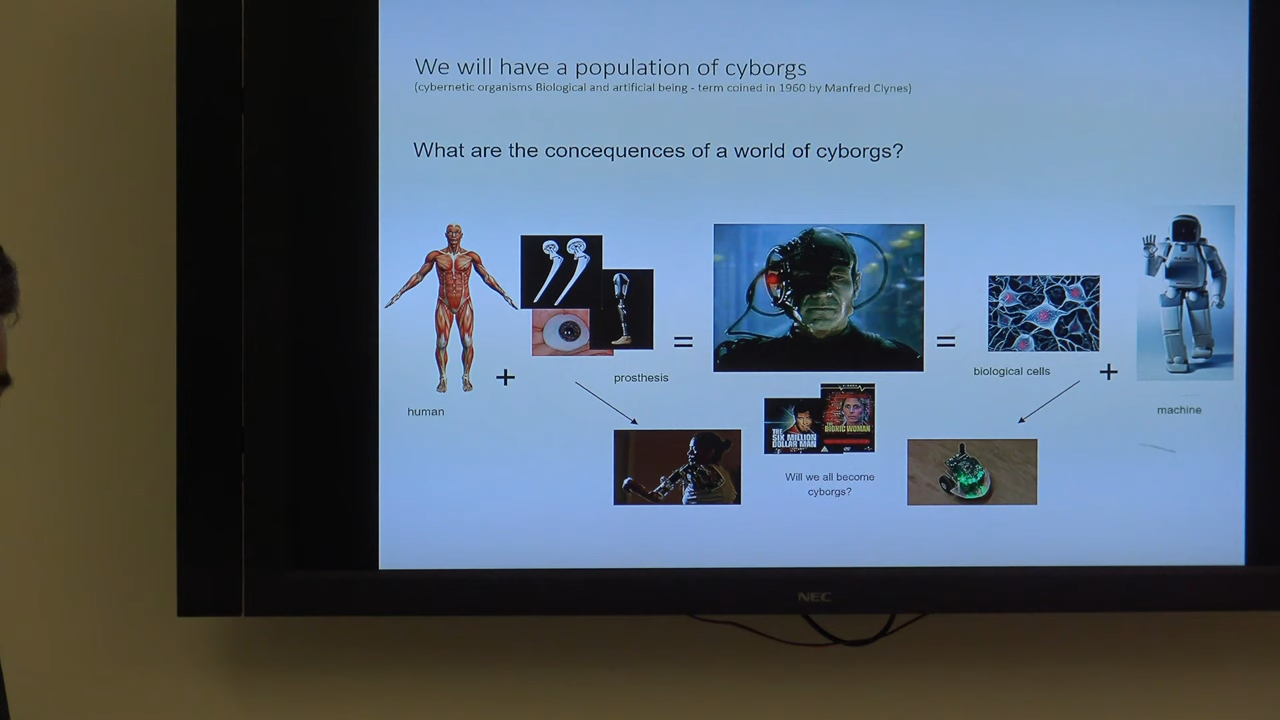 We will have a population of cyborgs
(cybernetic organisms Biological and artificial being - term coined in 1960 by Manfred Clynes)
What are the concequences of a world of cyborgs?
prosthesis
human
biological cells
machine
THE
SIX MILLION
DOLLAR MAN
THE
BIONIC WOMAN
Will we all become
cyborgs?
NEC